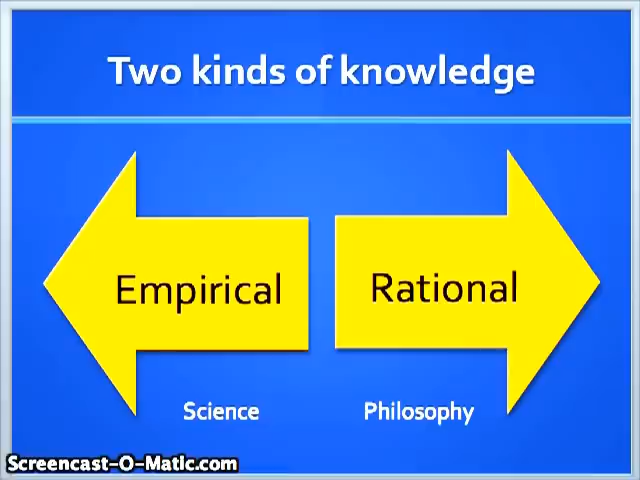 Two kinds of knowledge
Empirical
Rational
Science
Philosophy
Screencast-O-Matic.com